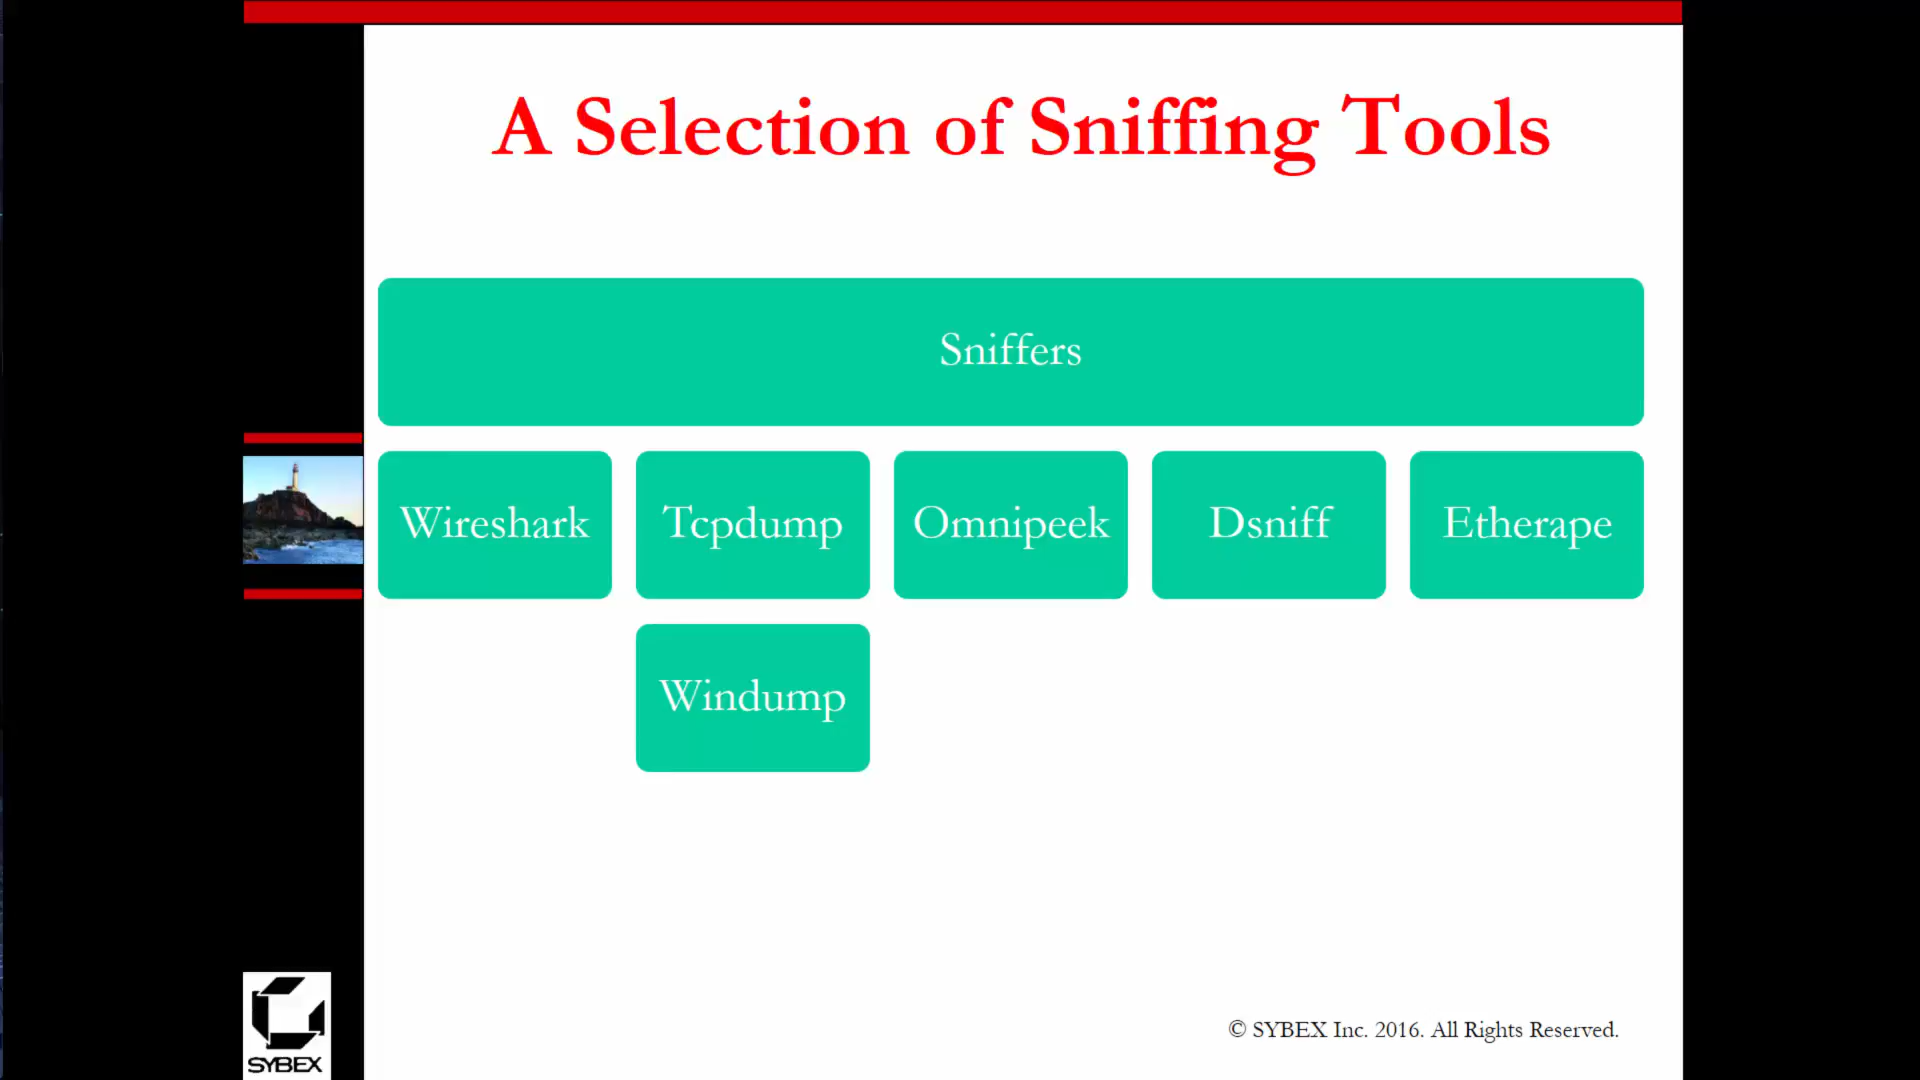 A Selection of Sniffing Tools
Sniffers
Wireshark
Tcpdump
Omnipeek
Dsniff
Etherape
Windump
© SYBEX Inc. 2016. All Rights Reserved.
SYBEX